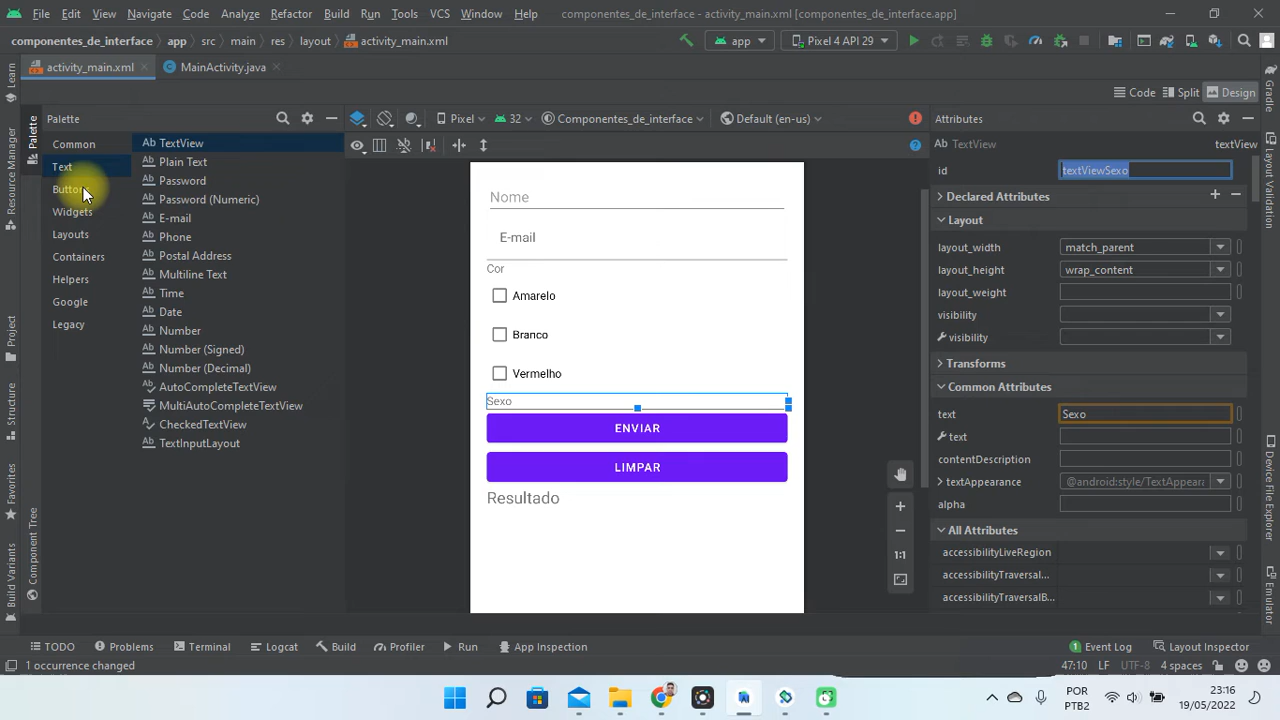 File Edit View Navigate Code Analyze Refactor Build Run Tools VCS Window Help componentes_de_interface - activity_main.xml [componentes_de_interface.app]
componentes_de_interface app src main res layout activity_main.xml app Pixel 4 API 29
activity_main.xml MainActivity.java
Code Split Design
Palette Pixel 32 Componentes_de_interface Default (en-us) Attributes
Common
Text
Buttons
Widgets
Layouts
Containers
Helpers
Google
Legacy
Ab TextView
Ab Plain Text
Ab Password
Ab Password (Numeric)
Ab E-mail
Ab Phone
Ab Postal Address
Ab Multiline Text
Ab Time
Ab Date
Ab Number
Ab Number (Signed)
Ab Number (Decimal)
AutoCompleteTextView
MultiAutoCompleteTextView
CheckedTextView
Ab TextInputLayout
Nome
E-mail
Cor
Amarelo
Branco
Vermelho
Sexo
ENVIAR
LIMPAR
Resultado
1:1
Ab TextView textView
id textViewSexo
Declared Attributes
Layout
layout_width match_parent
layout_height wrap_content
layout_weight
visibility
visibility
Transforms
Common Attributes
text Sexo
text
contentDescription
textAppearance @android:style/TextAppeara
alpha
All Attributes
accessibilityLiveRegion
accessibilityTraversal...
accessibilityTraversalB...
Learn
Resource Manager
Project
Structure
Favorites
Build Variants
Palette
Component Tree
Gradle
Layout Validation
Device File Explorer
Emulator
TODO Problems Terminal Logcat Build Profiler Run App Inspection Event Log Layout Inspector
1 occurrence changed 47:10 LF UTF-8 4 spaces
POR
PTB2
23:16
19/05/2022